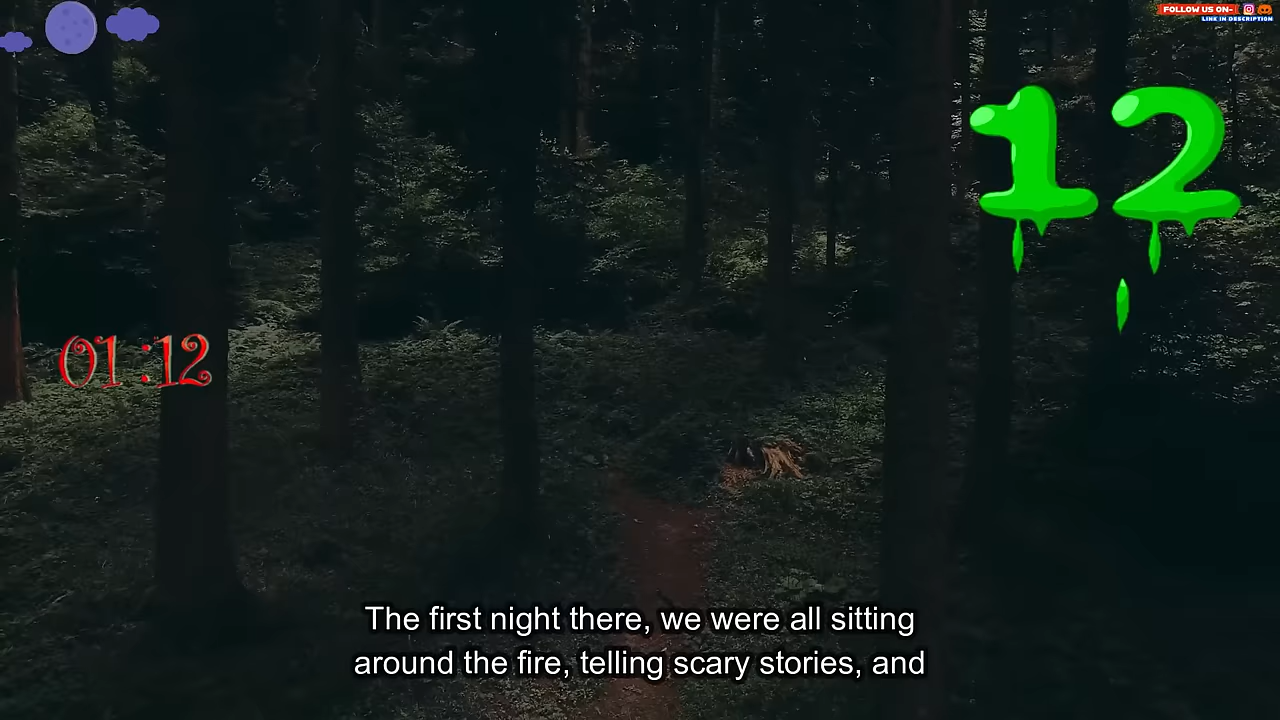 FOLLOW US ON-
LINK IN DESCRIPTION
12
01:12
The first night there, we were all sitting
around the fire, telling scary stories, and